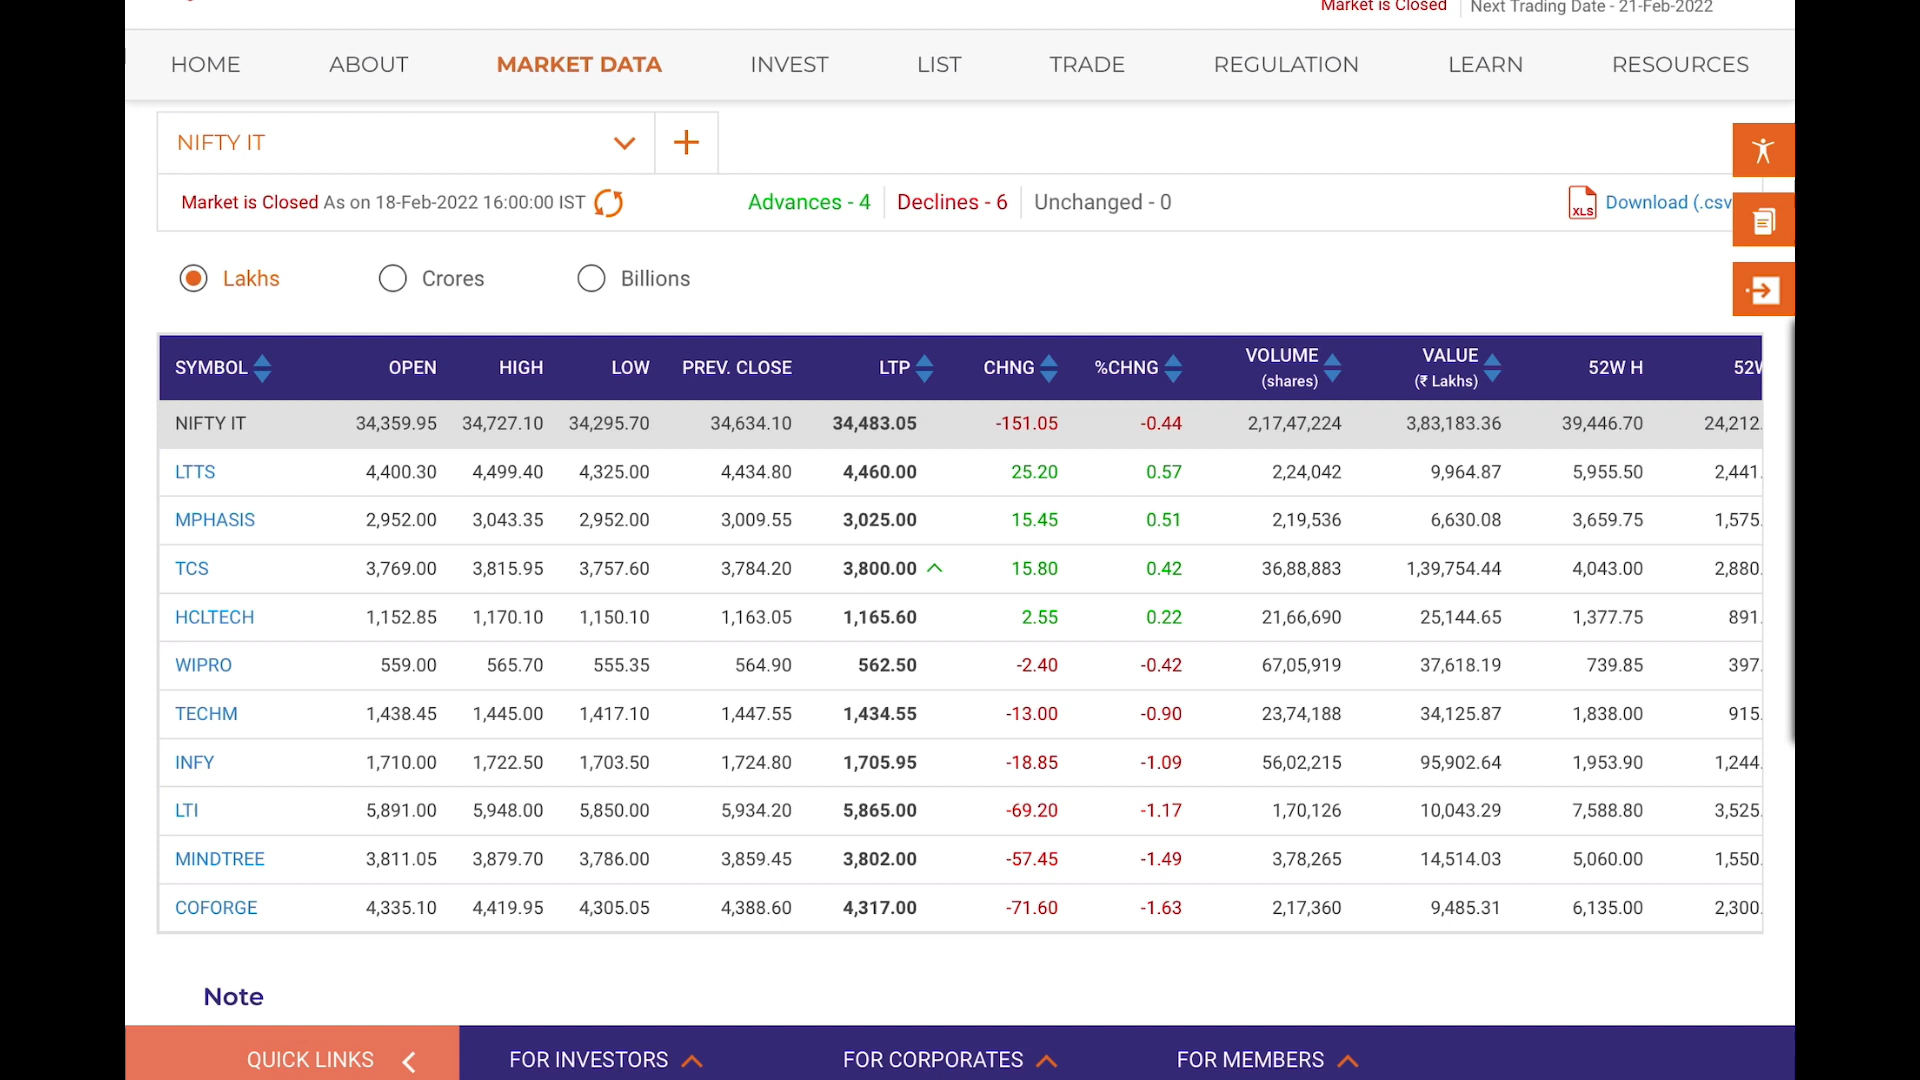 Market is Closed Next Trading Date - 21-Feb-2022
HOME ABOUT MARKET DATA INVEST LIST TRADE REGULATION LEARN RESOURCES
NIFTY IT
Market is Closed As on 18-Feb-2022 16:00:00 IST Advances - 4 Declines - 6 Unchanged - 0 XLS Download (.csv
Lakhs Crores Billions
SYMBOL OPEN HIGH LOW PREV. CLOSE LTP CHNG %CHNG VOLUME (shares) VALUE (₹ Lakhs) 52W H 52W
NIFTY IT 34,359.95 34,727.10 34,295.70 34,634.10 34,483.05 -151.05 -0.44 2,17,47,224 3,83,183.36 39,446.70 24,212.
LTTS 4,400.30 4,499.40 4,325.00 4,434.80 4,460.00 25.20 0.57 2,24,042 9,964.87 5,955.50 2,441.
MPHASIS 2,952.00 3,043.35 2,952.00 3,009.55 3,025.00 15.45 0.51 2,19,536 6,630.08 3,659.75 1,575.
TCS 3,769.00 3,815.95 3,757.60 3,784.20 3,800.00 15.80 0.42 36,88,883 1,39,754.44 4,043.00 2,880.
HCLTECH 1,152.85 1,170.10 1,150.10 1,163.05 1,165.60 2.55 0.22 21,66,690 25,144.65 1,377.75 891.
WIPRO 559.00 565.70 555.35 564.90 562.50 -2.40 -0.42 67,05,919 37,618.19 739.85 397.
TECHM 1,438.45 1,445.00 1,417.10 1,447.55 1,434.55 -13.00 -0.90 23,74,188 34,125.87 1,838.00 915.
INFY 1,710.00 1,722.50 1,703.50 1,724.80 1,705.95 -18.85 -1.09 56,02,215 95,902.64 1,953.90 1,244.
LTI 5,891.00 5,948.00 5,850.00 5,934.20 5,865.00 -69.20 -1.17 1,70,126 10,043.29 7,588.80 3,525.
MINDTREE 3,811.05 3,879.70 3,786.00 3,859.45 3,802.00 -57.45 -1.49 3,78,265 14,514.03 5,060.00 1,550.
COFORGE 4,335.10 4,419.95 4,305.05 4,388.60 4,317.00 -71.60 -1.63 2,17,360 9,485.31 6,135.00 2,300.
Note
QUICK LINKS FOR INVESTORS FOR CORPORATES FOR MEMBERS